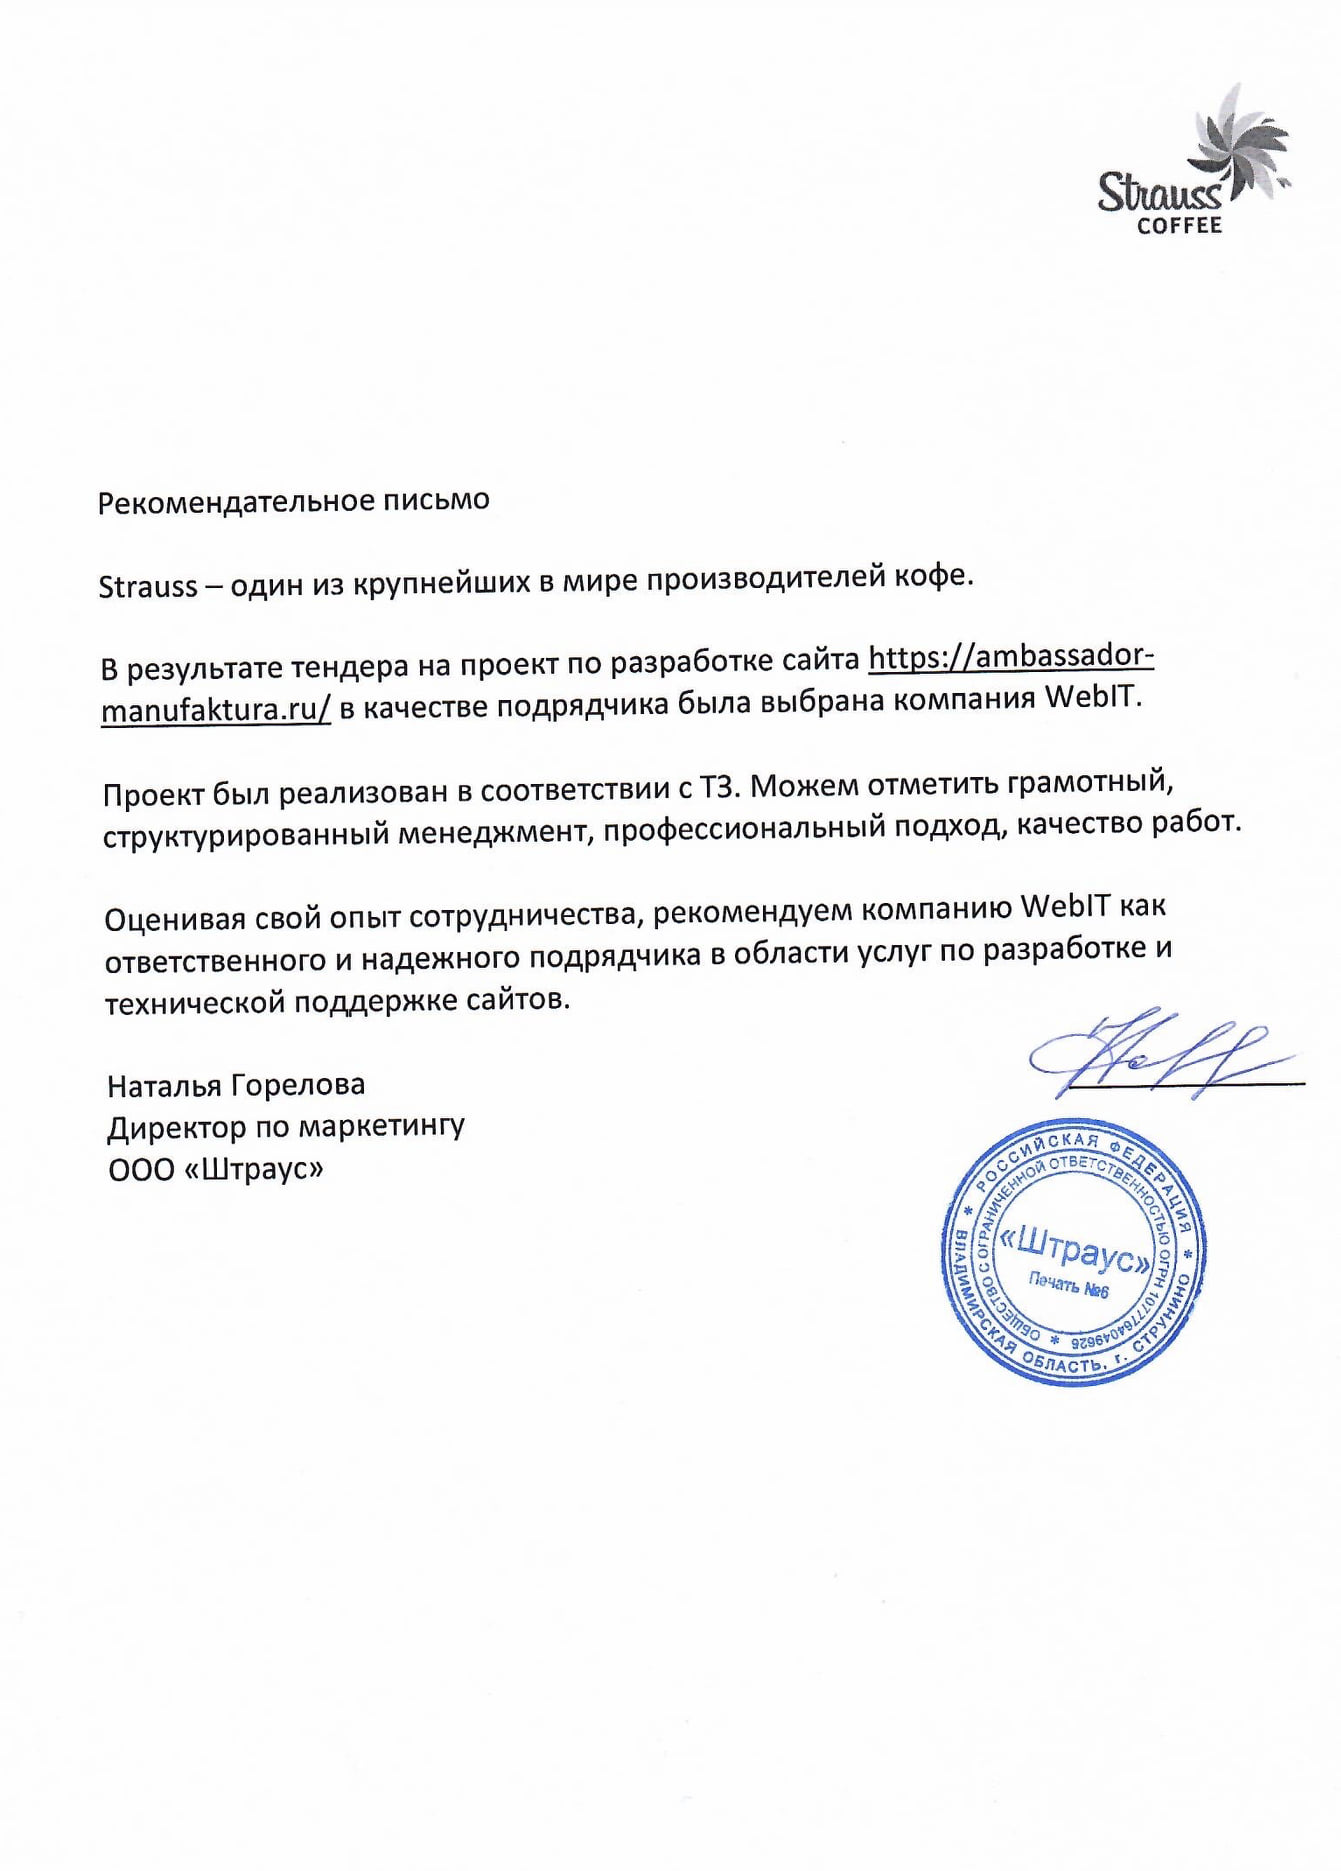 Strauss
COFFEE
Рекомендательное письмо
Strauss – один из крупнейших в мире производителей кофе.
В результате тендера на проект по разработке сайта https://ambassador-
manufaktura.ru/ в качестве подрядчика была выбрана компания WebIT.
Проект был реализован в соответствии с ТЗ. Можем отметить грамотный,
структурированный менеджмент, профессиональный подход, качество работ.
Оценивая свой опыт сотрудничества, рекомендуем компанию WebIT как
ответственного и надежного подрядчика в области услуг по разработке и
технической поддержке сайтов.
Наталья Горелова
Директор по маркетингу
ООО «Штраус»
* РОССИЙСКАЯ ФЕДЕРАЦИЯ *
ВЛАДИМИРСКАЯ ОБЛАСТЬ, г. СТРУНИНО
* ОБЩЕСТВО С ОГРАНИЧЕННОЙ ОТВЕТСТВЕННОСТЬЮ ОГРН 1077764049626
«Штраус»
Печать №6